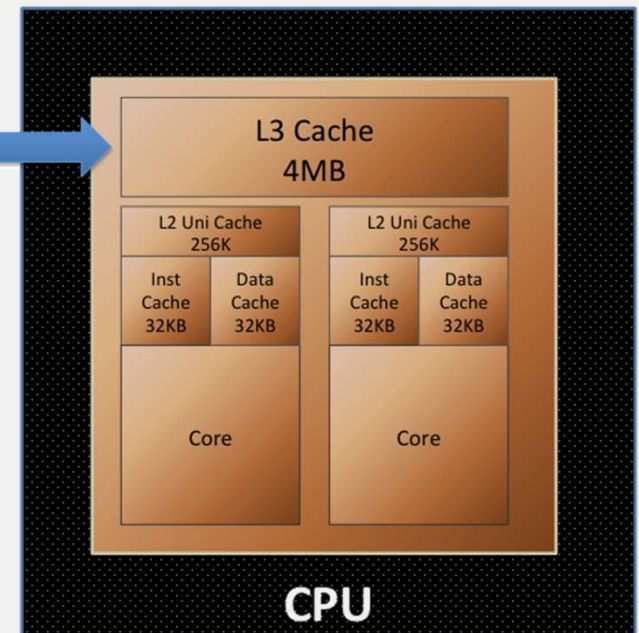 L3 Cache
4MB
L2 Uni Cache
256K
L2 Uni Cache
256K
Inst
Cache
32KB
Data
Cache
32KB
Inst
Cache
32KB
Data
Cache
32KB
Core
Core
CPU